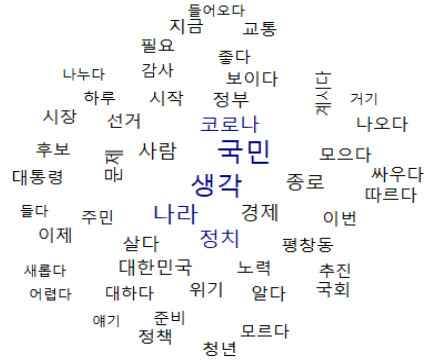 들어오다
지금 교통
필요 좋다
나누다 감사 보이다 계시다
하루 시작 정부 거기
시장 선거 코로나 나오다
후보 문제 사람 국민 모으다
대통령 생각 종로 싸우다
따르다
들다 주민 나라 경제 이번
이제 살다 정치 평창동
새롭다 대한민국 노력 추진
어렵다 대하다 위기 알다 국회
얘기 준비
정책 모르다
청년